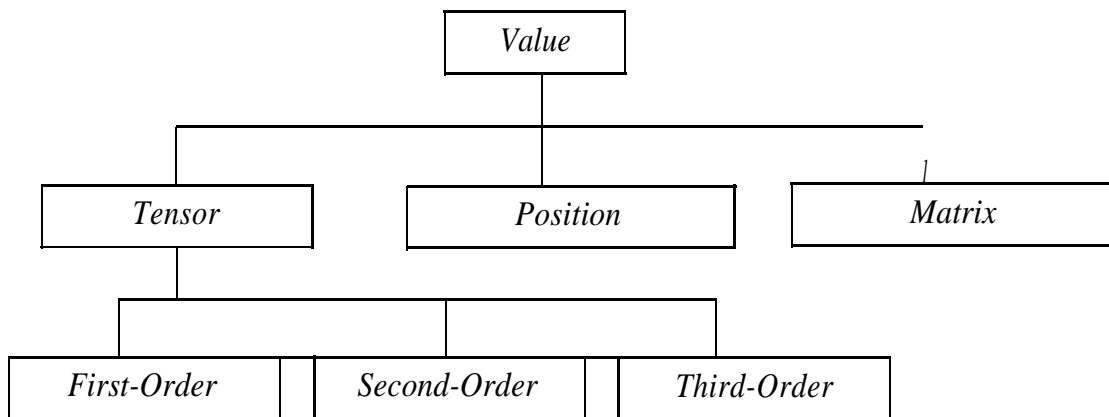 Value
Tensor
Position
Matrix
First-Order
Second-Order
Third-Order